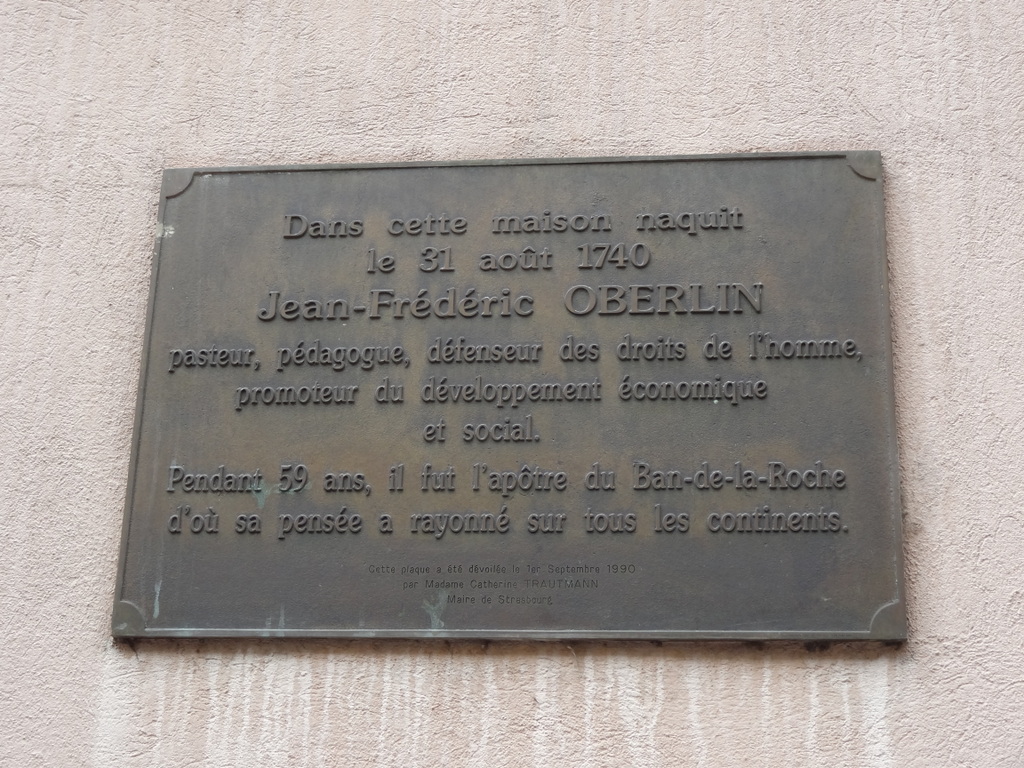 Dans cette maison naquit
le 31 août 1740
Jean-Frédéric OBERLIN
pasteur, pédagogue, défenseur des droits de l'homme,
promoteur du développement économique
et social.
Pendant 59 ans, il fut l'apôtre du Ban-de-la-Roche
d'où sa pensée a rayonné sur tous les continents.
Cette plaque a été dévoilée le 1er Septembre 1990
par Madame Catherine TRAUTMANN
Maire de Strasbourg